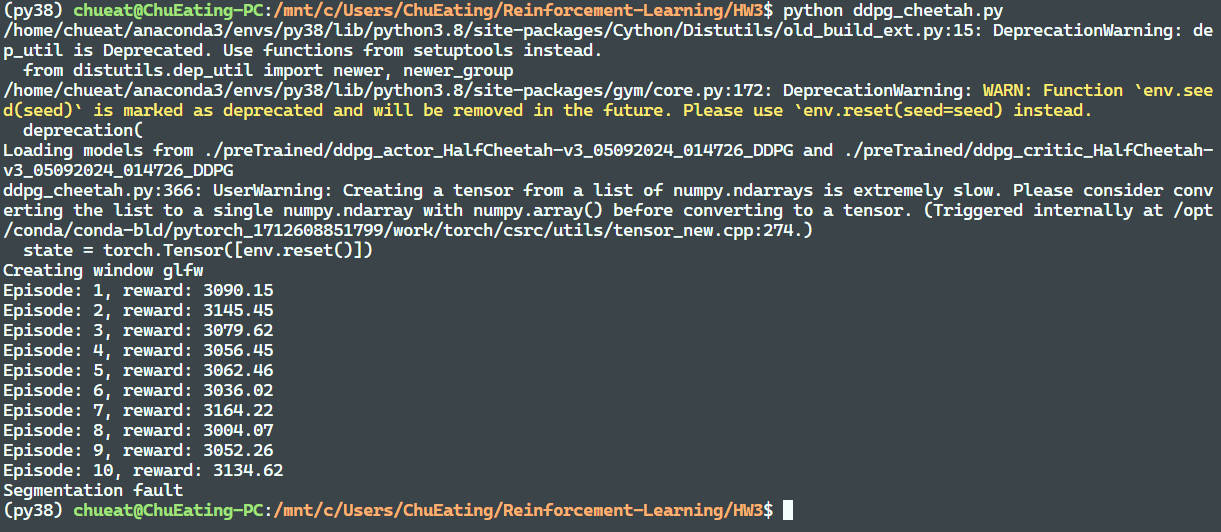 (py38) chueat@ChuEating-PC:/mnt/c/Users/ChuEating/Reinforcement-Learning/HW3$ python ddpg_cheetah.py
/home/chueat/anaconda3/envs/py38/lib/python3.8/site-packages/Cython/Distutils/old_build_ext.py:15: DeprecationWarning: de
p_util is Deprecated. Use functions from setuptools instead.
  from distutils.dep_util import newer, newer_group
/home/chueat/anaconda3/envs/py38/lib/python3.8/site-packages/gym/core.py:172: DeprecationWarning: WARN: Function `env.see
d(seed)` is marked as deprecated and will be removed in the future. Please use `env.reset(seed=seed) instead.
  deprecation(
Loading models from ./preTrained/ddpg_actor_HalfCheetah-v3_05092024_014726_DDPG and ./preTrained/ddpg_critic_HalfCheetah-
v3_05092024_014726_DDPG
ddpg_cheetah.py:366: UserWarning: Creating a tensor from a list of numpy.ndarrays is extremely slow. Please consider conv
erting the list to a single numpy.ndarray with numpy.array() before converting to a tensor. (Triggered internally at /opt
/conda/conda-bld/pytorch_1712608851799/work/torch/csrc/utils/tensor_new.cpp:274.)
  state = torch.Tensor([env.reset()])
Creating window glfw
Episode: 1, reward: 3090.15
Episode: 2, reward: 3145.45
Episode: 3, reward: 3079.62
Episode: 4, reward: 3056.45
Episode: 5, reward: 3062.46
Episode: 6, reward: 3036.02
Episode: 7, reward: 3164.22
Episode: 8, reward: 3004.07
Episode: 9, reward: 3052.26
Episode: 10, reward: 3134.62
Segmentation fault
(py38) chueat@ChuEating-PC:/mnt/c/Users/ChuEating/Reinforcement-Learning/HW3$